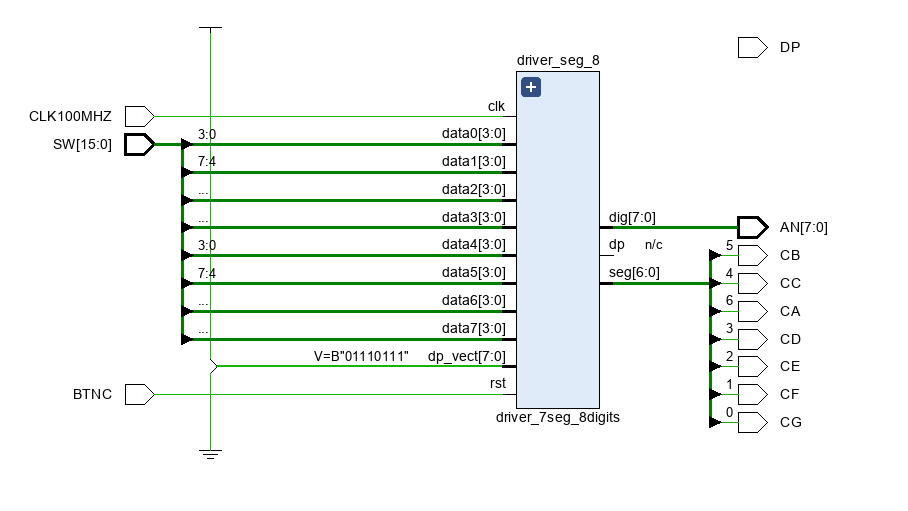 DP
driver_seg_8
CLK100MHZ
clk
SW[15:0]
3:0
data0[3:0]
7:4
data1[3:0]
...
data2[3:0]
...
data3[3:0]
dig[7:0]
AN[7:0]
3:0
data4[3:0]
dp
n/c
5
CB
7:4
data5[3:0]
seg[6:0]
4
CC
...
data6[3:0]
6
CA
...
data7[3:0]
3
CD
V=B"01110111"
dp_vect[7:0]
2
CE
BTNC
rst
1
CF
driver_7seg_8digits
0
CG